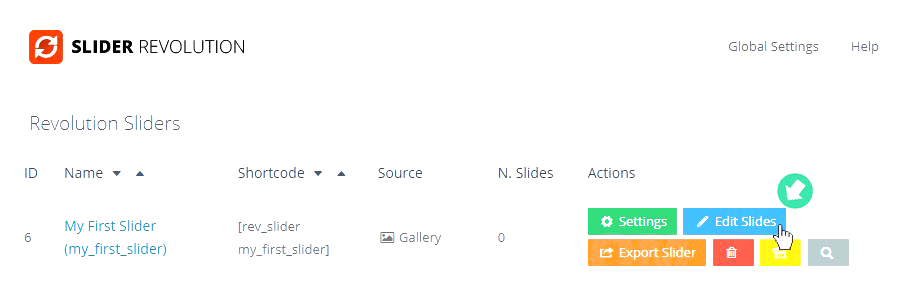 SLIDER REVOLUTION
Global Settings Help
Revolution Sliders
ID Name Shortcode Source N. Slides Actions
Settings Edit Slides
My First Slider [rev_slider
6 Gallery 0
(my_first_slider) my_first_slider]
Export Slider